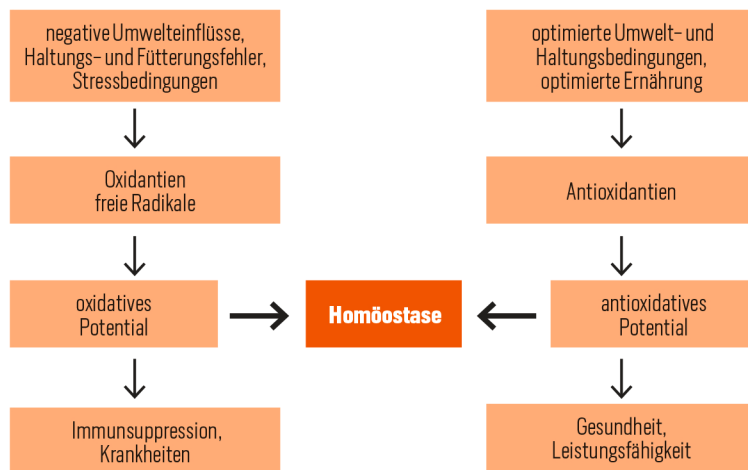 negative Umwelteinflüsse,
Haltungs- und Fütterungsfehler,
Stressbedingungen
optimierte Umwelt- und
Haltungsbedingungen,
optimierte Ernährung
Oxidantien
freie Radikale
Antioxidantien
oxidatives
Potential
Homöostase
antioxidatives
Potential
Immunsuppression,
Krankheiten
Gesundheit,
Leistungsfähigkeit